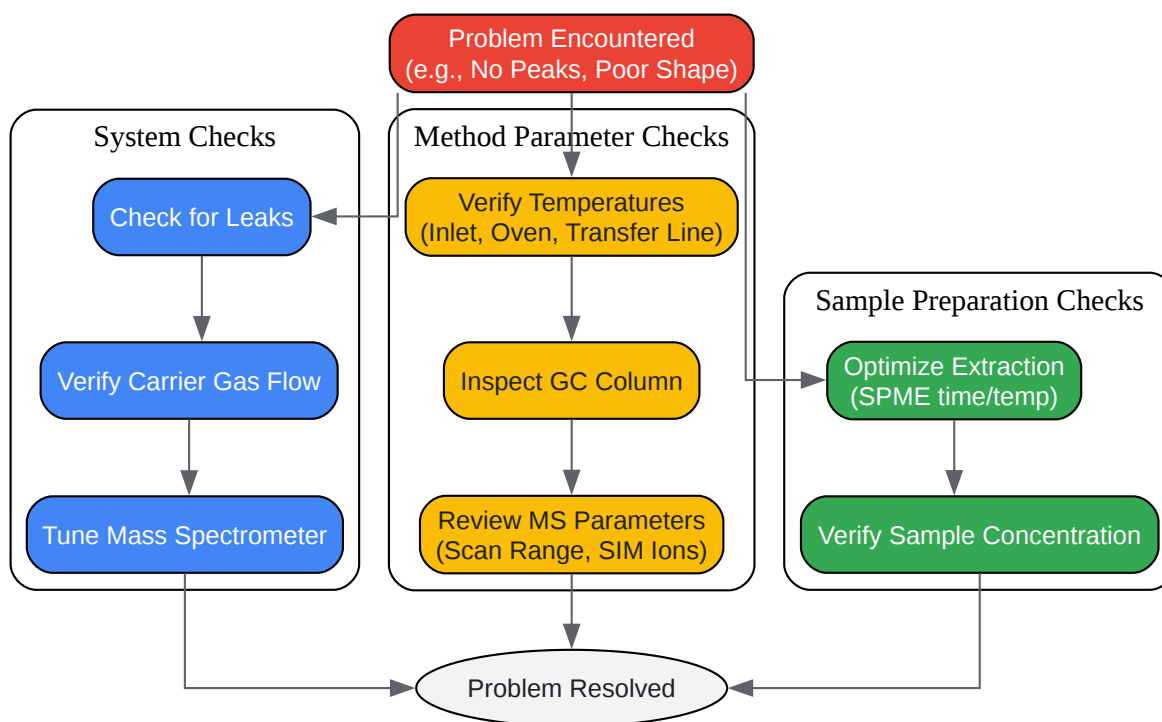 Problem Encountered
(e.g., No Peaks, Poor Shape)
System Checks
Check for Leaks
Verify Carrier Gas Flow
Tune Mass Spectrometer
Method Parameter Checks
Verify Temperatures
(Inlet, Oven, Transfer Line)
Inspect GC Column
Review MS Parameters
(Scan Range, SIM Ions)
Sample Preparation Checks
Optimize Extraction
(SPME time/temp)
Verify Sample Concentration
Problem Resolved